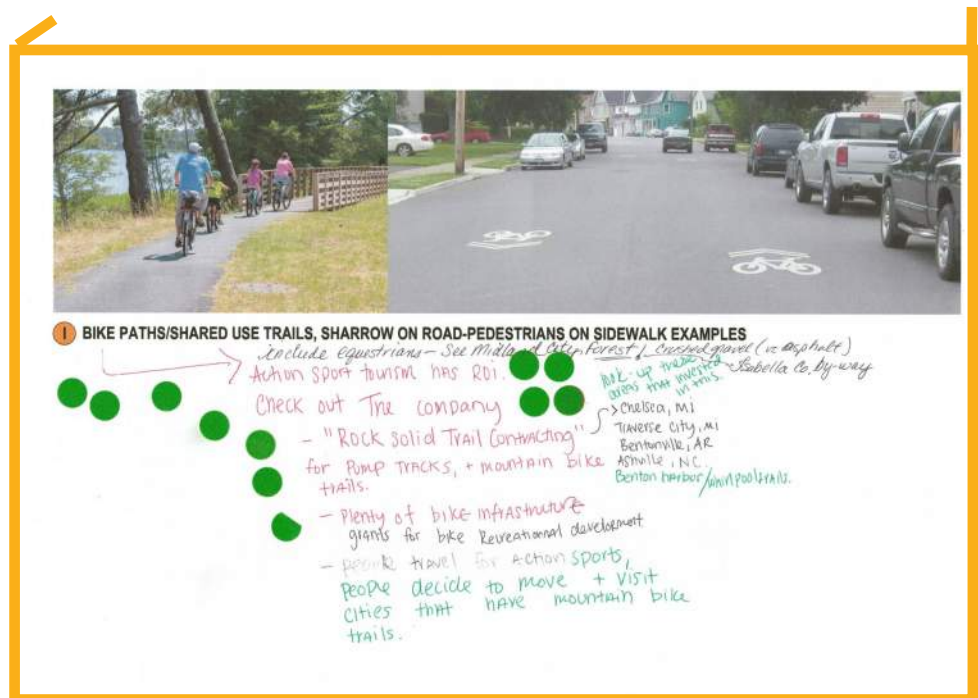 I BIKE PATHS/SHARED USE TRAILS, SHARROW ON ROAD-PEDESTRIANS ON SIDEWALK EXAMPLES
include equestrians - See Midland City Forest / crushed gravel (vs asphalt)
Isabella Co. by-way
Action sport tourism has ROI.
Check out The company
- "Rock Solid Trail Contracting"
for Pump Tracks, + mountain bike
trails.
- Plenty of bike infrastructure
grants for bike Recreationnal development
- people travel for Action sports,
people decide to move + visit
cities that have mountain bike
trails.
look-up these
areas that invested
in this.
> Chelsea, MI
Traverse City, MI
Bentonville, AR
Ashville, NC
Benton harbor/whirlpool trails.